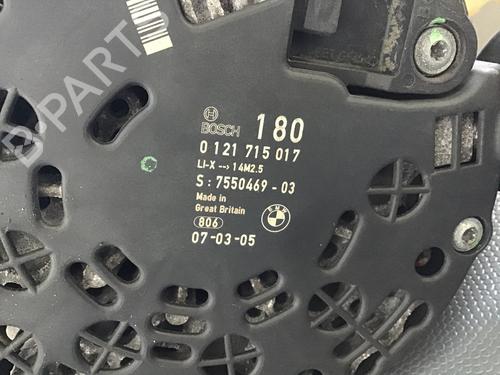 B-PARTS
BOSCH 180
0 121 715 017
LI-X --> 14M2.5
S: 7550469 - 03
Made in
Great Britain
806
BMW
07-03-05